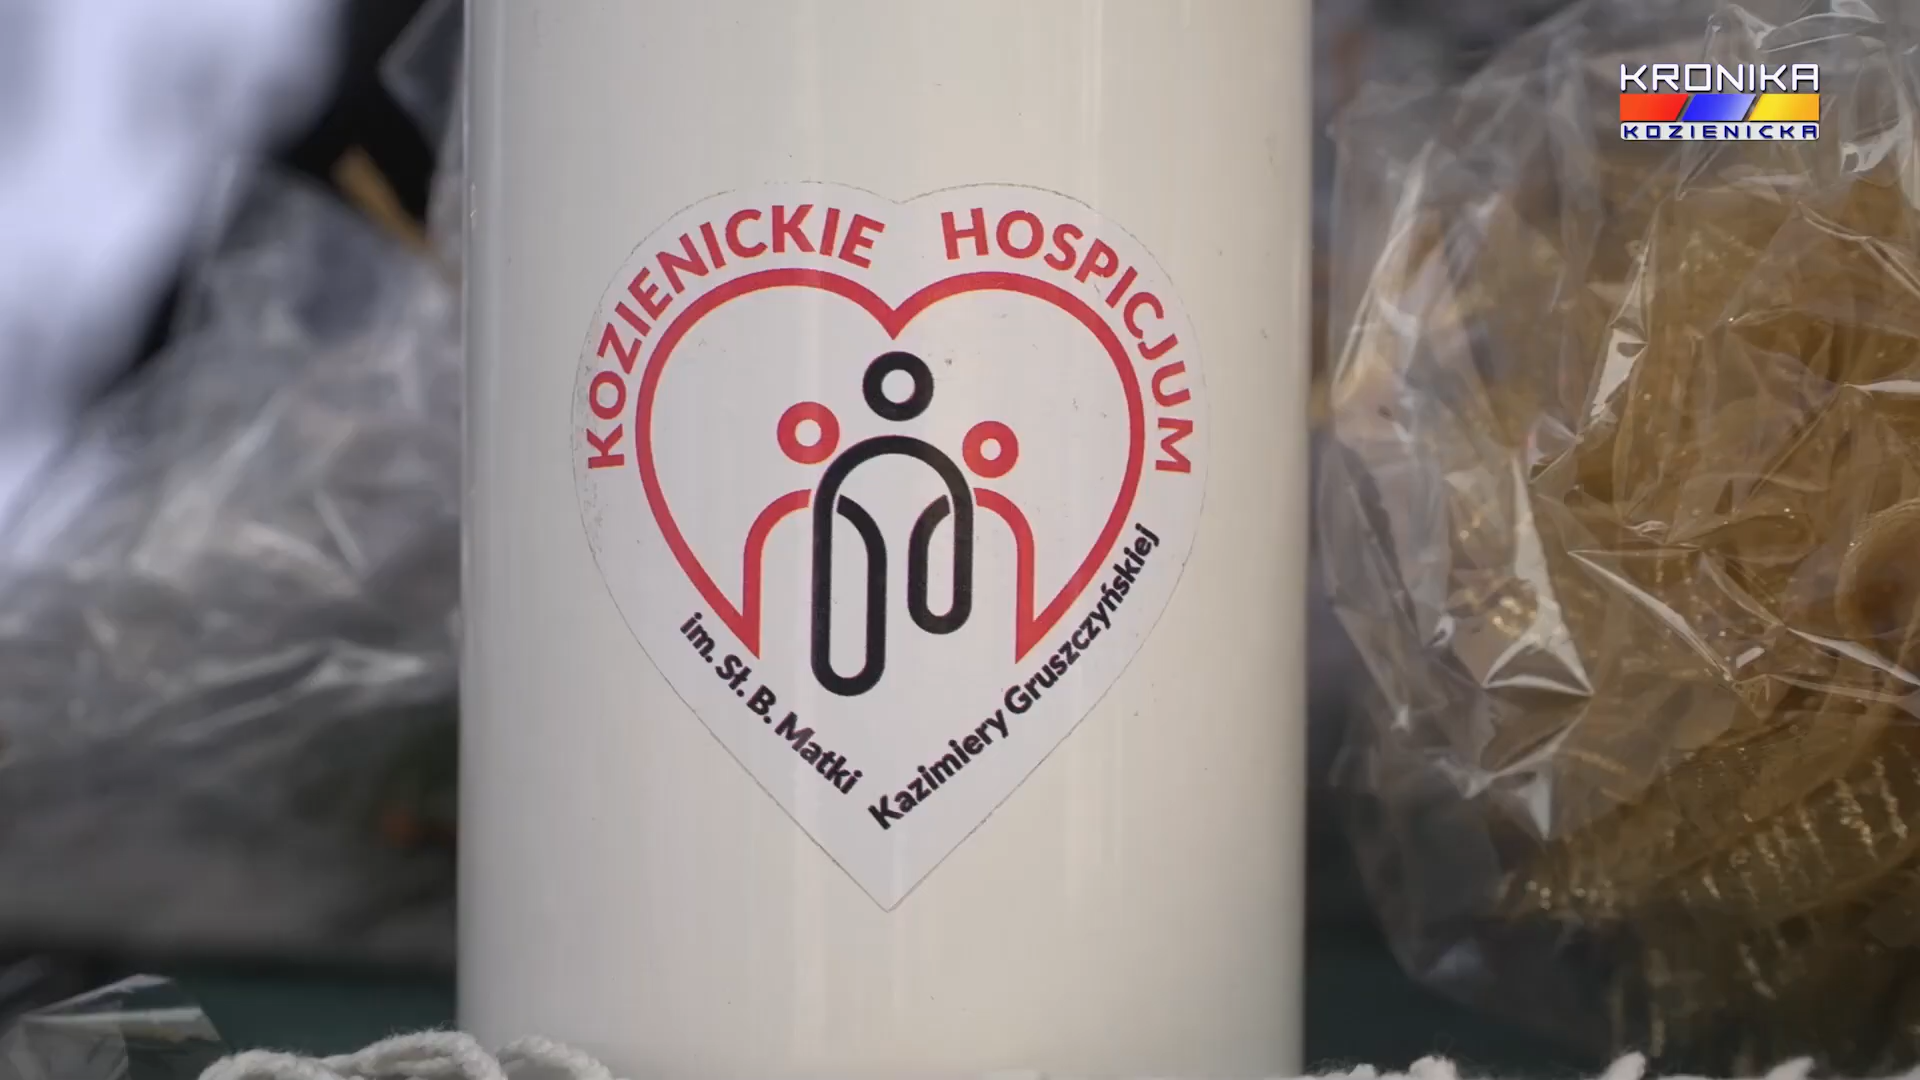 KRONIKA
KOZIENICKA
KOZIENICKIE HOSPICJUM
im. Sł. B. Matki Kazimiery Gruszczyńskiej